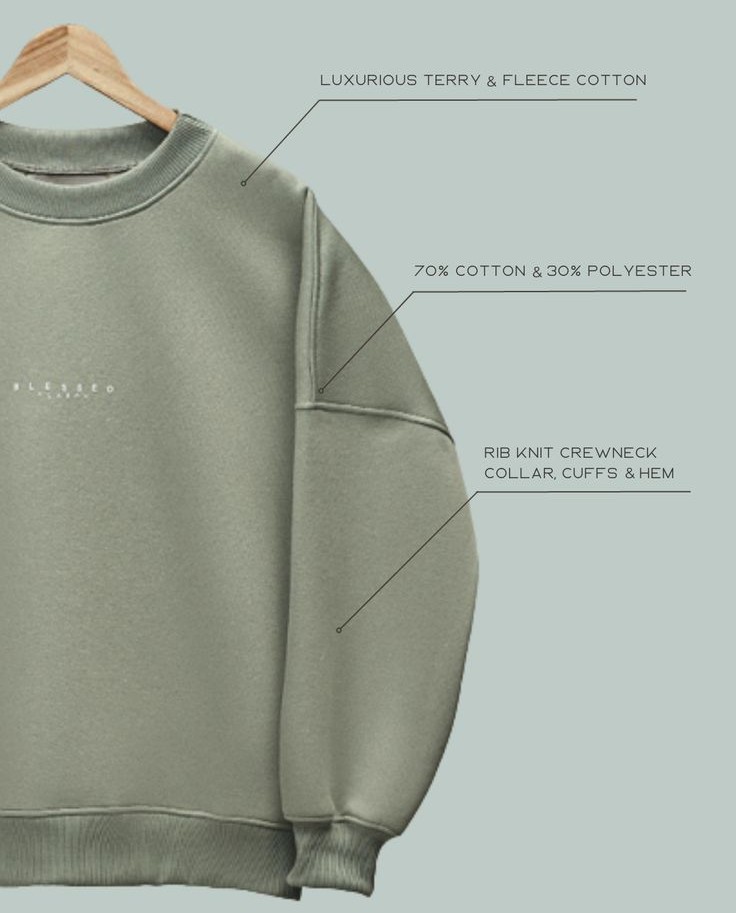 LUXURIOUS TERRY & FLEECE COTTON
70% COTTON & 30% POLYESTER
BLESSED
RIB KNIT CREWNECK
COLLAR, CUFFS & HEM